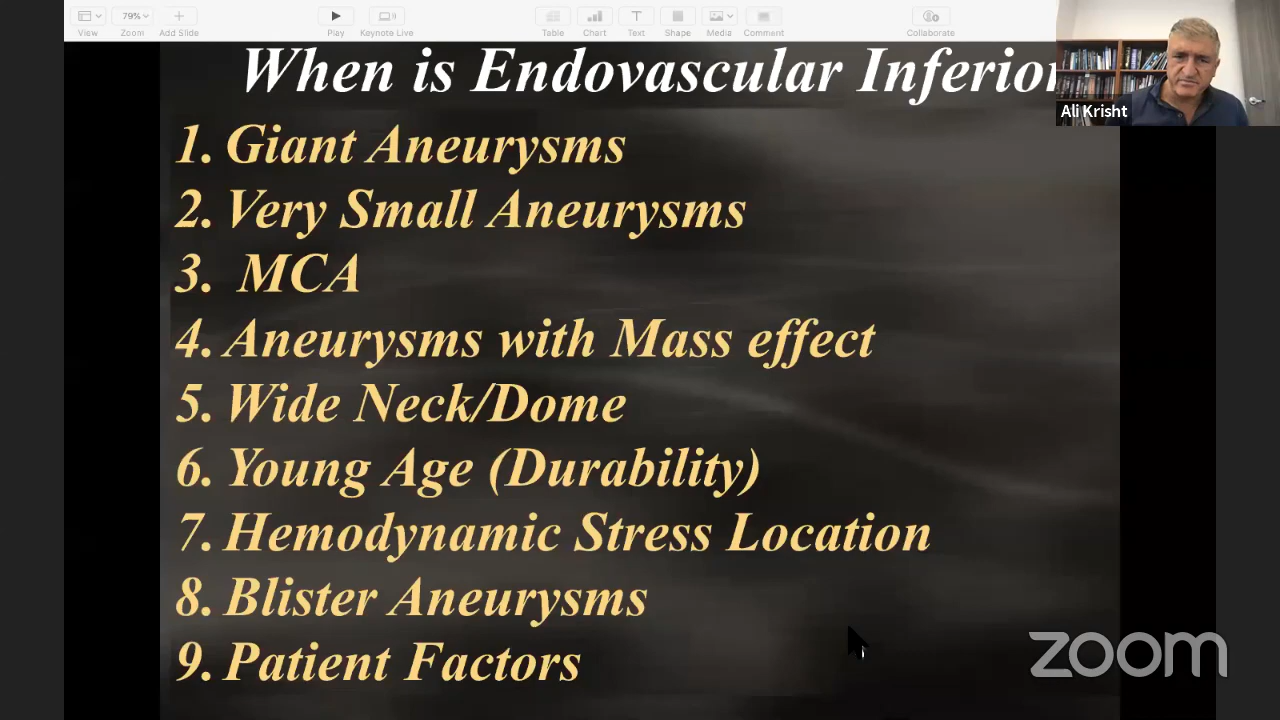 79%
View
Zoom
Add Slide
Play
Keynote Live
Table
Chart
Text
Shape
Media
Comment
Collaborate
When is Endovascular Inferior
Ali Krisht
1. Giant Aneurysms
2. Very Small Aneurysms
3. MCA
4. Aneurysms with Mass effect
5. Wide Neck/Dome
6. Young Age (Durability)
7. Hemodynamic Stress Location
8. Blister Aneurysms
9. Patient Factors
zoom